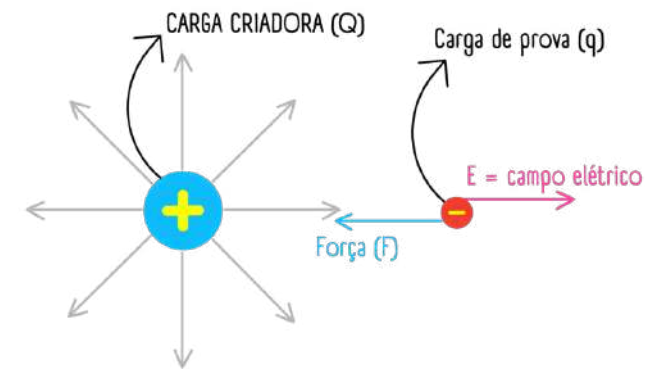 CARGA CRIADORA (Q)
Carga de prova (q)
E = campo elétrico
+
-
Força (F)